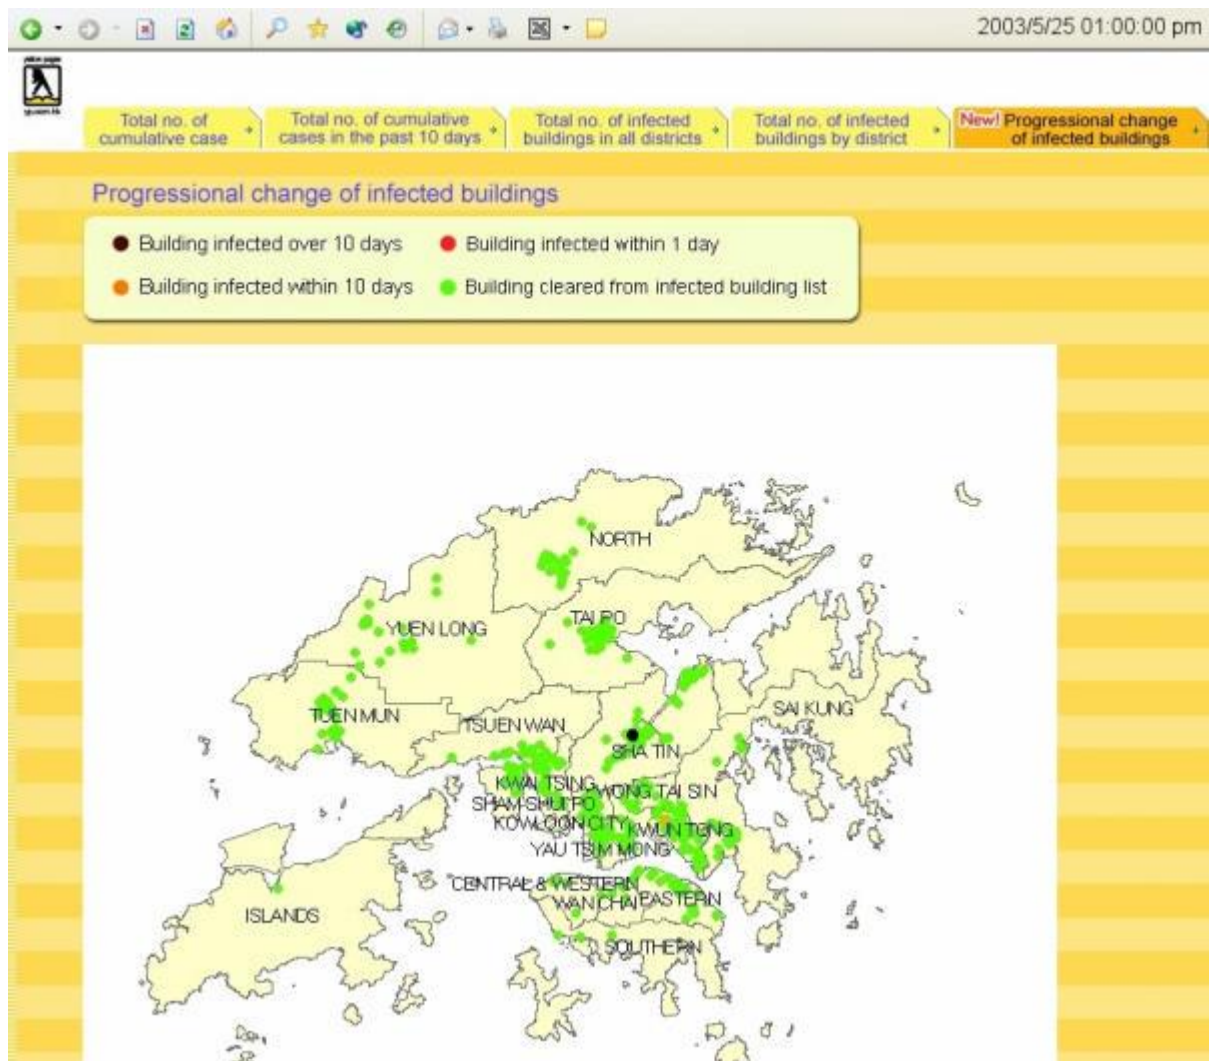 2003/5/25 01:00:00 pm
Total no. of
cumulative case
Total no. of cumulative
cases in the past 10 days
Total no. of infected
buildings in all districts
Total no. of infected
buildings by district
New! Progressional change
of infected buildings
Progressional change of infected buildings
Building infected over 10 days
Building infected within 1 day
Building infected within 10 days
Building cleared from infected building list
NORTH
TAI PO
YUEN LONG
SAI KUNG
TUEN MUN
TSUEN WAN
SHA TIN
KWAI TSING
WONG TAI SIN
SHAM SHUI PO
KOWLOON CITY
KWUN TONG
YAU TSIM MONG
CENTRAL & WESTERN
WAN CHAI
EASTERN
ISLANDS
SOUTHERN